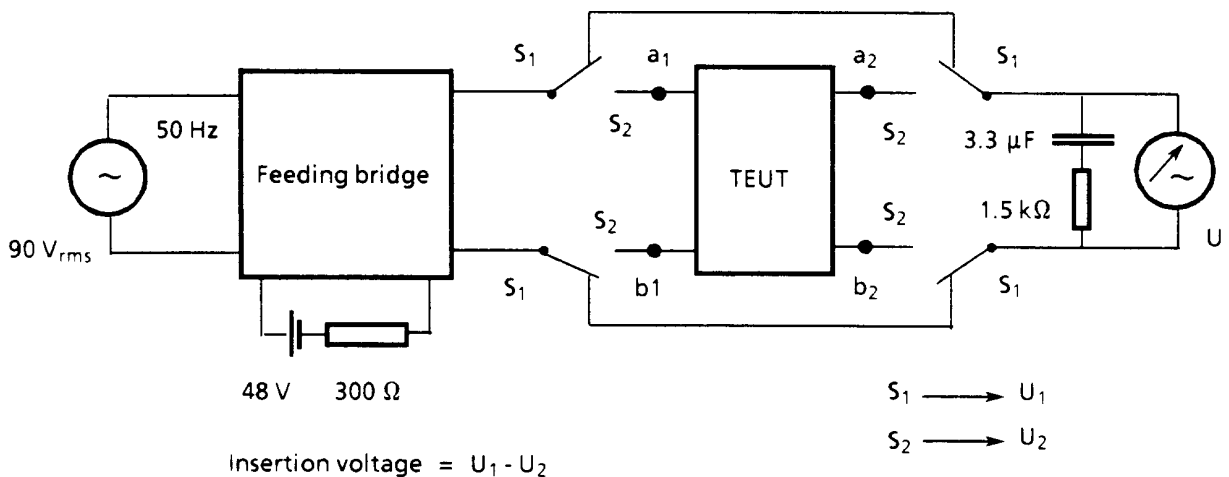 S₁ a₁ a₂ S₁
50 Hz S₂ S₂ 3.3 µF
~ Feeding bridge TEUT ~
S₂ S₂ 1.5 kΩ
90 Vrms U
S₁ b1 b₂ S₁
48 V 300 Ω
S₁ U₁
S₂ U₂
Insertion voltage = U₁ - U₂